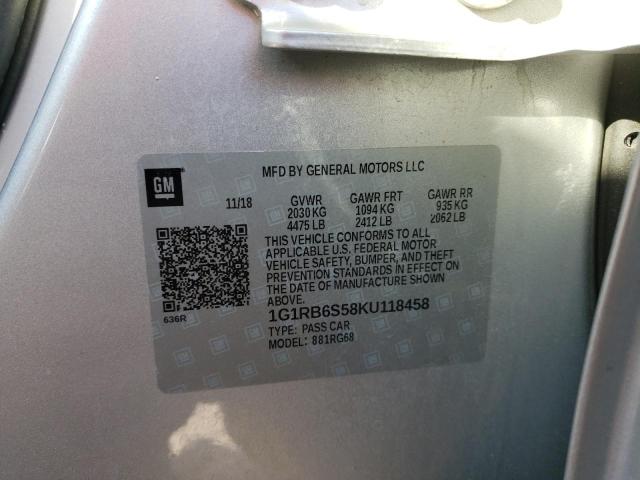 MFD BY GENERAL MOTORS LLC
GM
11/18 GVWR GAWR FRT GAWR RR
2030 KG 1094 KG 935 KG
4475 LB 2412 LB 2062 LB
THIS VEHICLE CONFORMS TO ALL
APPLICABLE U.S. FEDERAL MOTOR
VEHICLE SAFETY, BUMPER, AND THEFT
PREVENTION STANDARDS IN EFFECT ON
THE DATE OF MANUFACTURE SHOWN
ABOVE.
636R
1G1RB6S58KU118458
TYPE: PASS CAR
MODEL: 881RG68